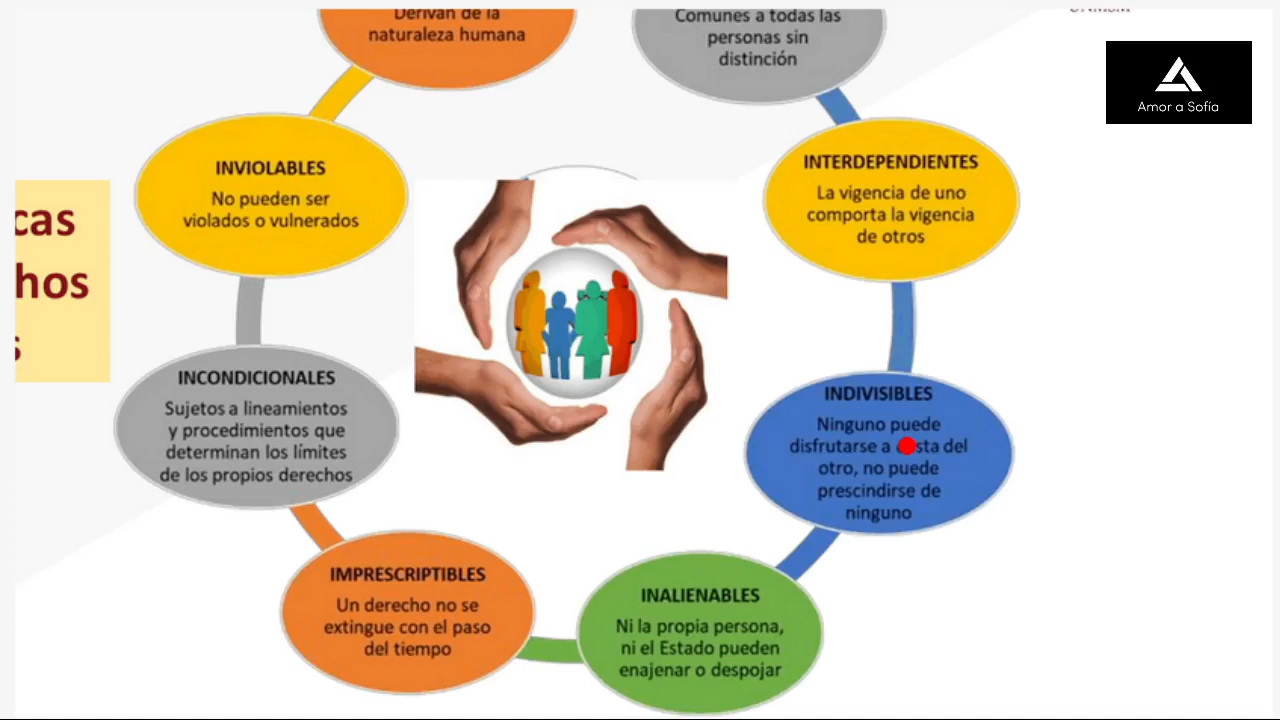 Derivan de la
naturaleza humana
Comunes a todas las
personas sin
distinción
Amor a Sofía
INVIOLABLES
No pueden ser
violados o vulnerados
INTERDEPENDIENTES
La vigencia de uno
comporta la vigencia
de otros
cas
hos
s
INCONDICIONALES
Sujetos a lineamientos
y procedimientos que
determinan los límites
de los propios derechos
INDIVISIBLES
Ninguno puede
disfrutarse a costa del
otro, no puede
prescindirse de
ninguno
IMPRESCRIPTIBLES
Un derecho no se
extingue con el paso
del tiempo
INALIENABLES
Ni la propia persona,
ni el Estado pueden
enajenar o despojar